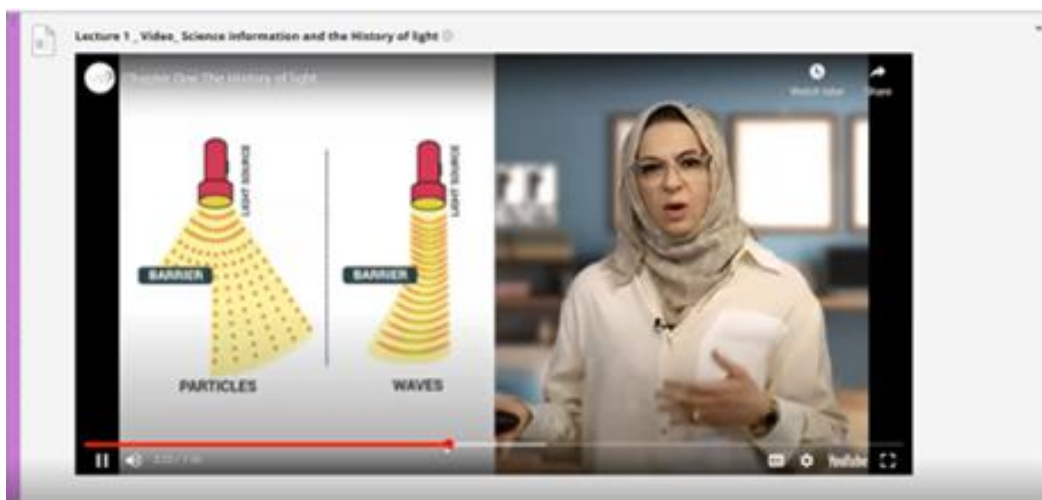 Lecture 1 _ Video_ Science information and the History of light
Chapter One The History of light
Watch later
Share
LIGHT SOURCE
LIGHT SOURCE
BARRIER
BARRIER
PARTICLES
WAVES
YouTube